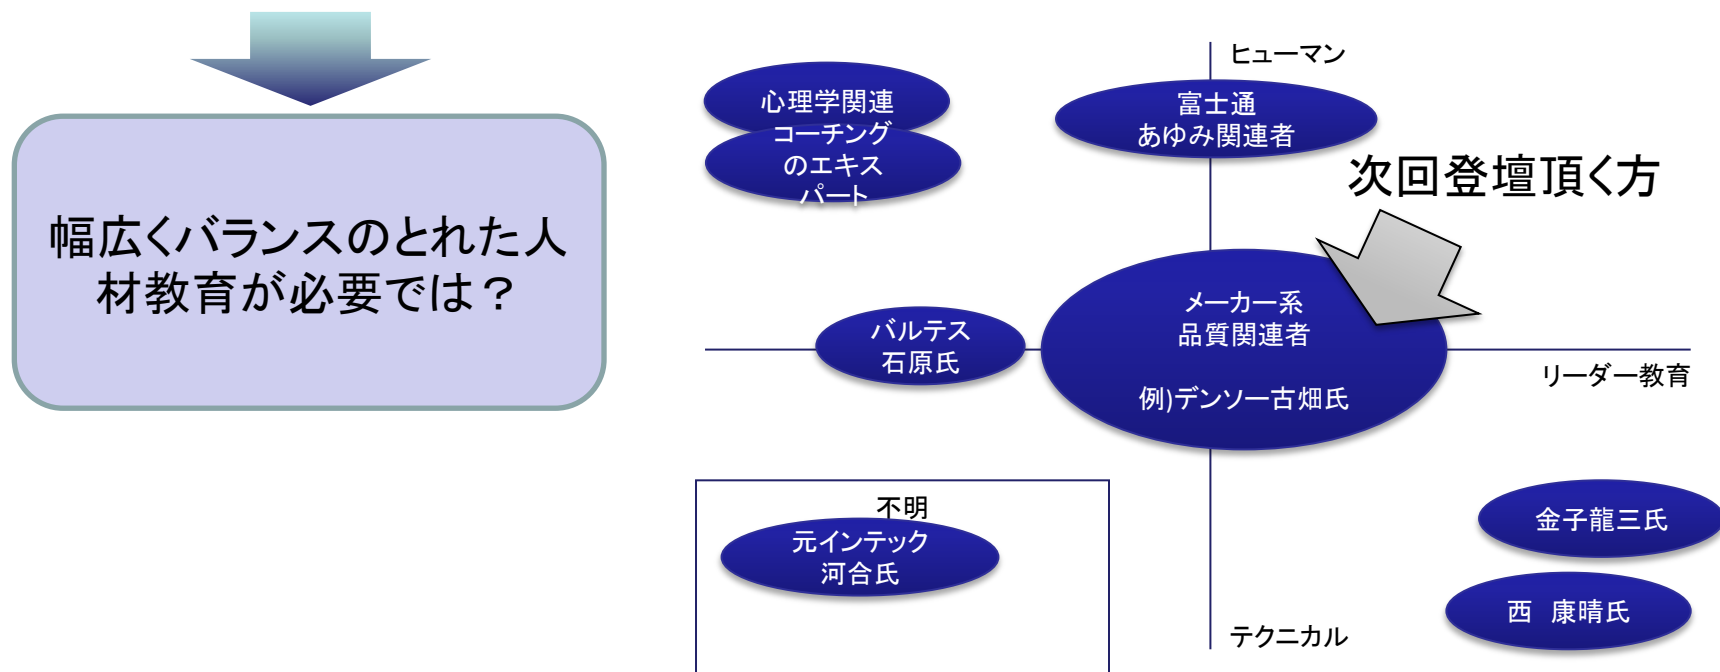 幅広くバランスのとれた人
材教育が必要では？
ヒューマン
心理学関連
コーチング
のエキス
パート
富士通
あゆみ関連者
次回登壇頂く方
メーカー系
品質関連者
例)デンソー古畑氏
バルテス
石原氏
リーダー教育
不明
元インテック
河合氏
金子龍三氏
西　康晴氏
テクニカル